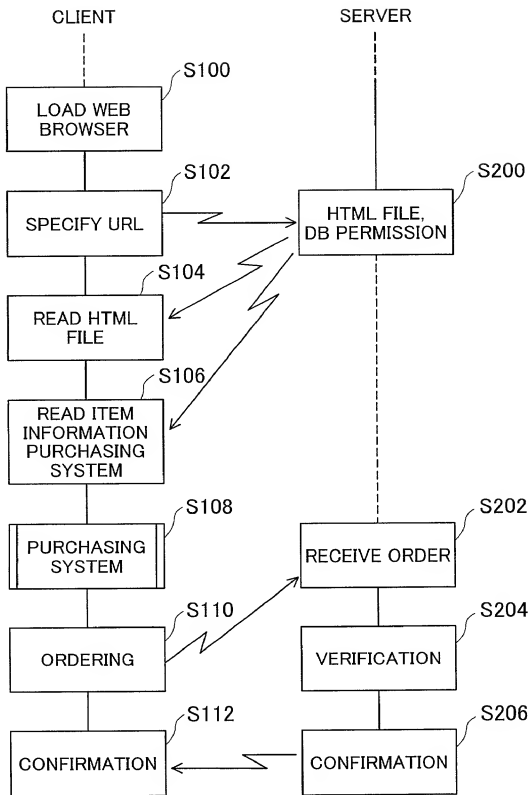 CLIENT
SERVER
S100
LOAD WEB
BROWSER
S102
SPECIFY URL
S200
HTML FILE,
DB PERMISSION
S104
READ HTML
FILE
S106
READ ITEM
INFORMATION
PURCHASING
SYSTEM
S108
PURCHASING
SYSTEM
S202
RECEIVE ORDER
S110
ORDERING
S204
VERIFICATION
S112
CONFIRMATION
S206
CONFIRMATION